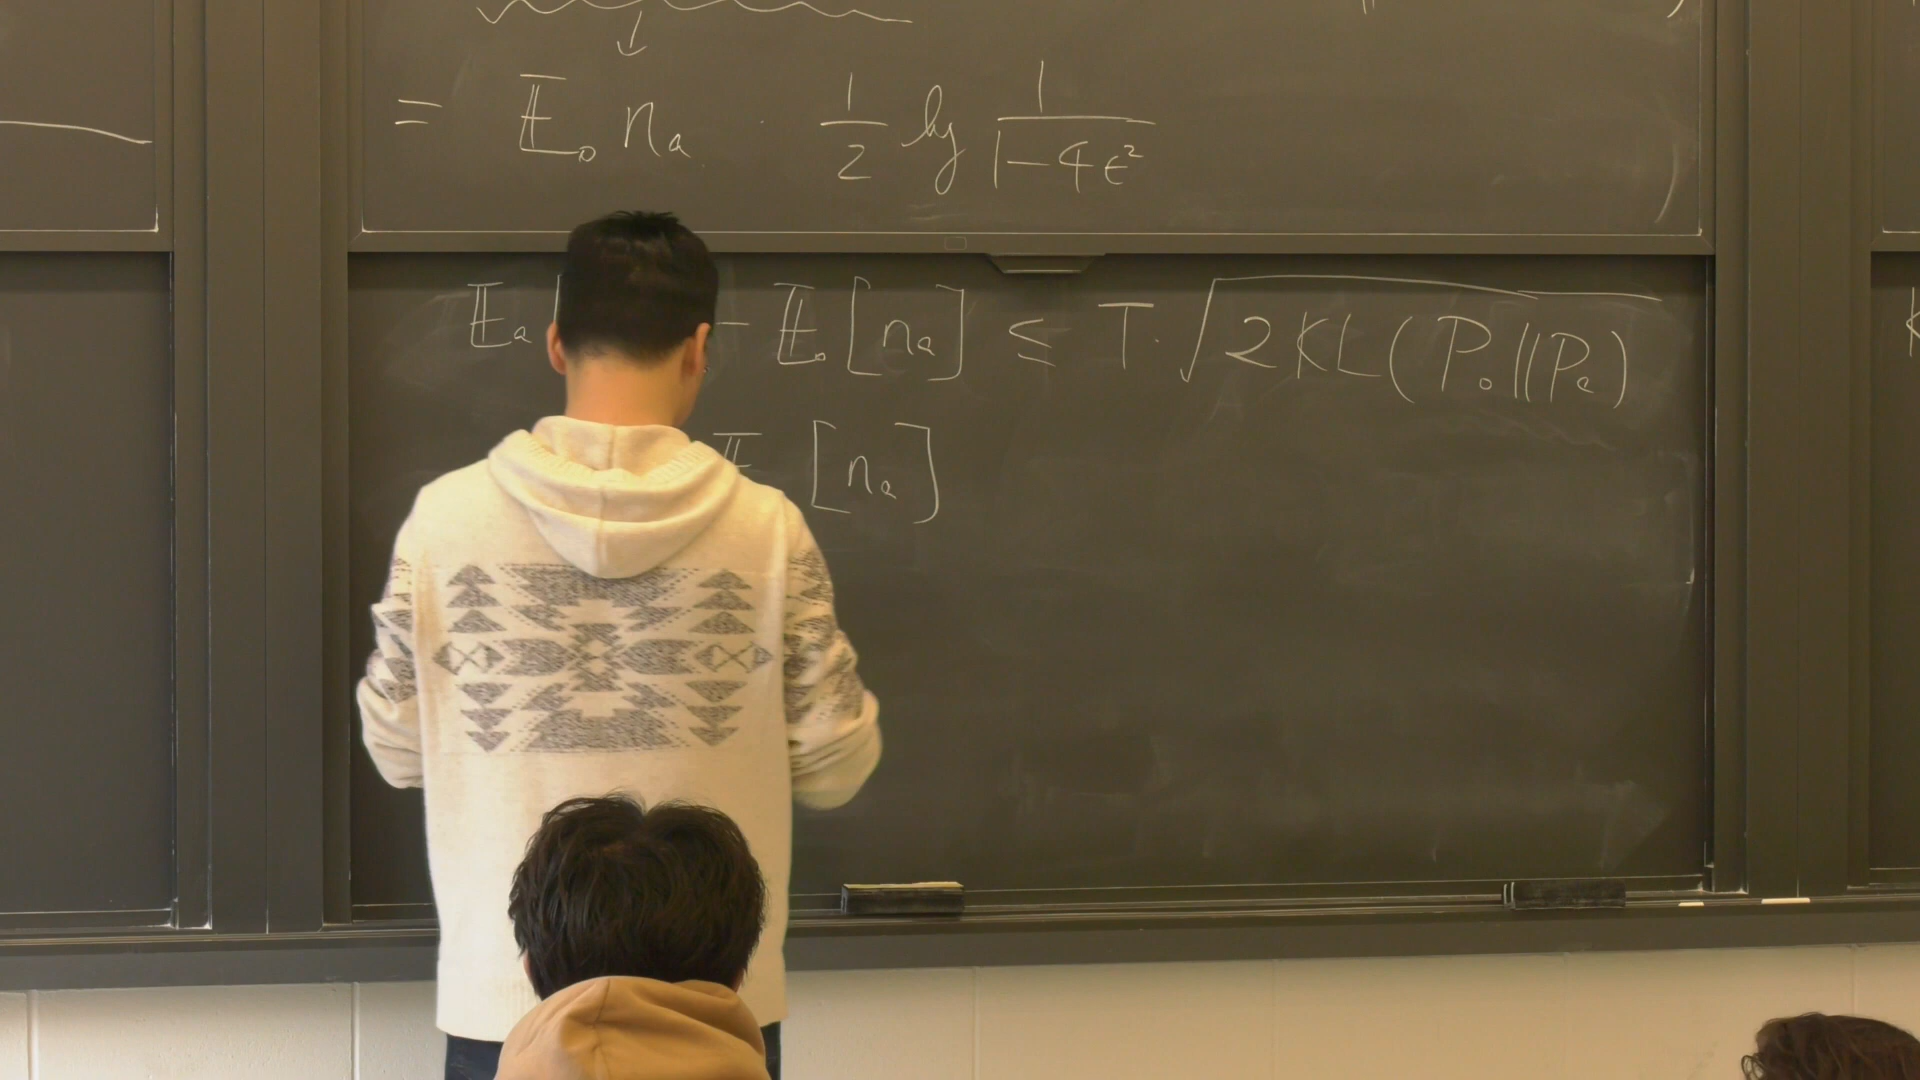 = 𝔼₀ nₐ · 1/2 lg 1/(1-4ε²)
𝔼ₐ - 𝔼₀ [nₐ] ≤ T · √(2KL(P₀||Pₐ))
𝔼 [nₐ]